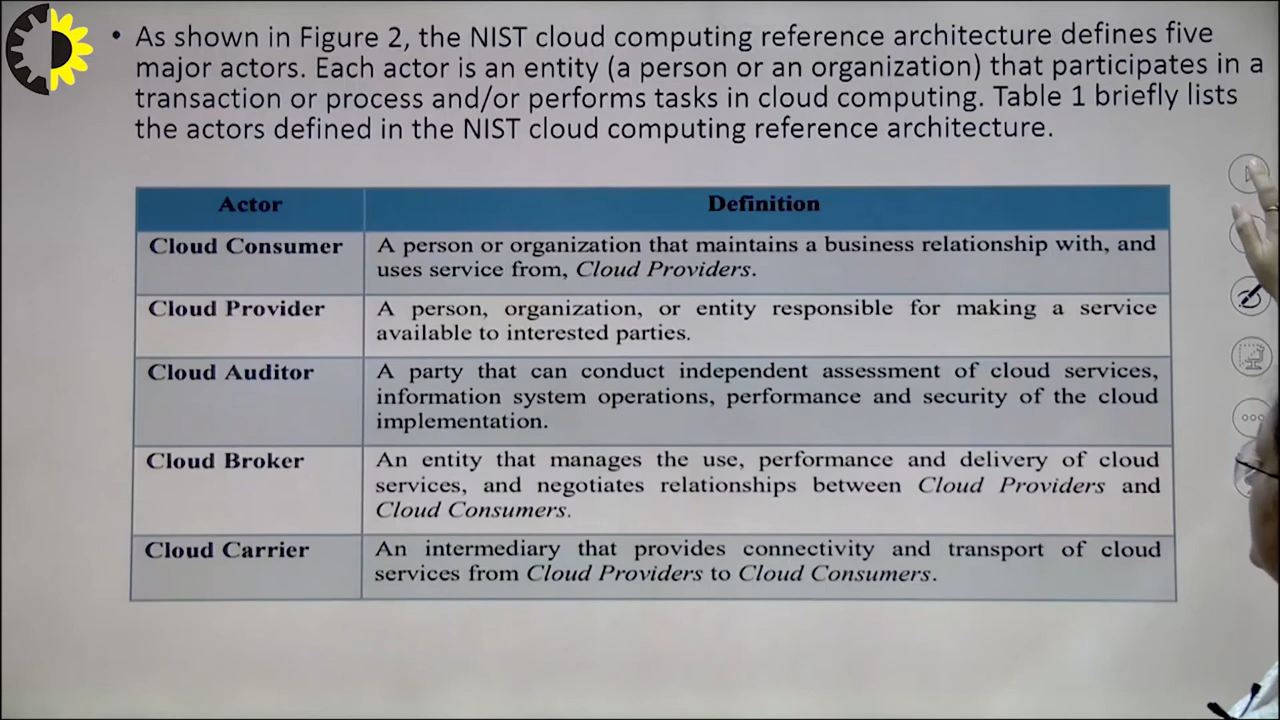 • As shown in Figure 2, the NIST cloud computing reference architecture defines five
major actors. Each actor is an entity (a person or an organization) that participates in a
transaction or process and/or performs tasks in cloud computing. Table 1 briefly lists
the actors defined in the NIST cloud computing reference architecture.
Actor
Definition
Cloud Consumer
A person or organization that maintains a business relationship with, and
uses service from, Cloud Providers.
Cloud Provider
A person, organization, or entity responsible for making a service
available to interested parties.
Cloud Auditor
A party that can conduct independent assessment of cloud services,
information system operations, performance and security of the cloud
implementation.
Cloud Broker
An entity that manages the use, performance and delivery of cloud
services, and negotiates relationships between Cloud Providers and
Cloud Consumers.
Cloud Carrier
An intermediary that provides connectivity and transport of cloud
services from Cloud Providers to Cloud Consumers.